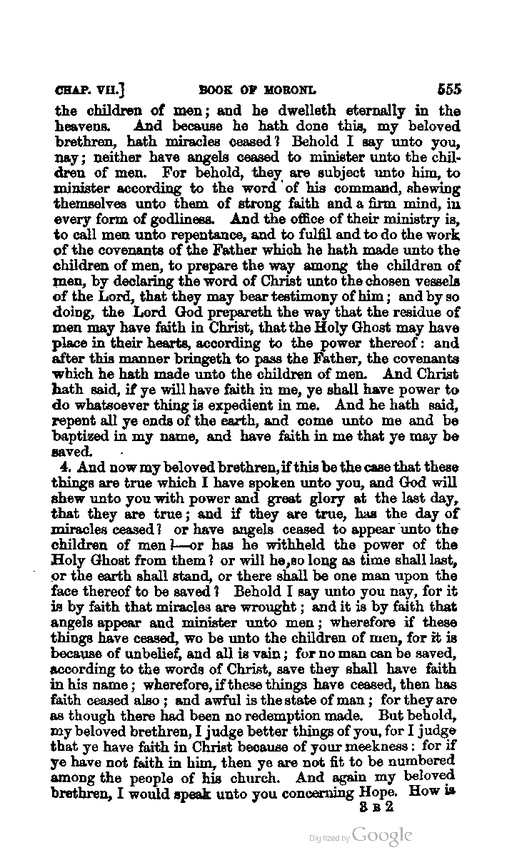 CHAP. VII.] BOOK OF MORONI. 555
the children of men; and he dwelleth eternally in the
heavens. And because he hath done this, my beloved
brethren, hath miracles ceased? Behold I say unto you,
nay; neither have angels ceased to minister unto the chil-
dren of men. For behold, they are subject unto him, to
minister according to the word of his command, shewing
themselves unto them of strong faith and a firm mind, in
every form of godliness. And the office of their ministry is,
to call men unto repentance, and to fulfil and to do the work
of the covenants of the Father which he hath made unto the
children of men, to prepare the way among the children of
men, by declaring the word of Christ unto the chosen vessels
of the Lord, that they may bear testimony of him; and by so
doing, the Lord God prepareth the way that the residue of
men may have faith in Christ, that the Holy Ghost may have
place in their hearts, according to the power thereof: and
after this manner bringeth to pass the Father, the covenants
which he hath made unto the children of men. And Christ
hath said, if ye will have faith in me, ye shall have power to
do whatsoever thing is expedient in me. And he hath said,
repent all ye ends of the earth, and come unto me and be
baptized in my name, and have faith in me that ye may be
saved.
4. And now my beloved brethren, if this be the case that these
things are true which I have spoken unto you, and God will
shew unto you with power and great glory at the last day,
that they are true; and if they are true, has the day of
miracles ceased? or have angels ceased to appear unto the
children of men?—or has he withheld the power of the
Holy Ghost from them? or will he, so long as time shall last,
or the earth shall stand, or there shall be one man upon the
face thereof to be saved? Behold I say unto you nay, for it
is by faith that miracles are wrought; and it is by faith that
angels appear and minister unto men; wherefore if these
things have ceased, wo be unto the children of men, for it is
because of unbelief, and all is vain; for no man can be saved,
according to the words of Christ, save they shall have faith
in his name; wherefore, if these things have ceased, then has
faith ceased also; and awful is the state of man; for they are
as though there had been no redemption made. But behold,
my beloved brethren, I judge better things of you, for I judge
that ye have faith in Christ because of your meekness: for if
ye have not faith in him, then ye are not fit to be numbered
among the people of his church. And again my beloved
brethren, I would speak unto you concerning Hope. How is
3 B 2
Digitized by Google